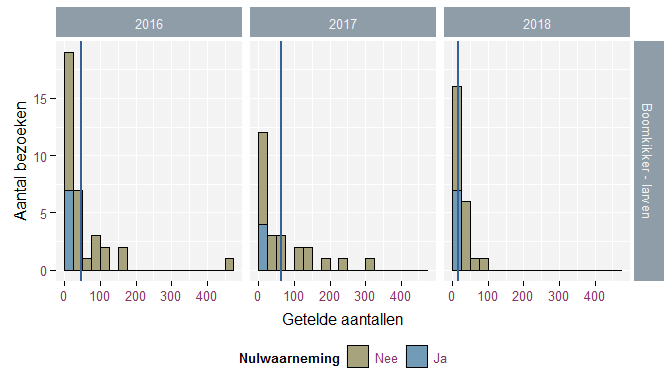 2016 2017 2018
Aantal bezoeken
15
10
5
0
Boomkikker - larven
0 100 200 300 400 0 100 200 300 400 0 100 200 300 400
Getelde aantallen
Nulwaarneming Nee Ja